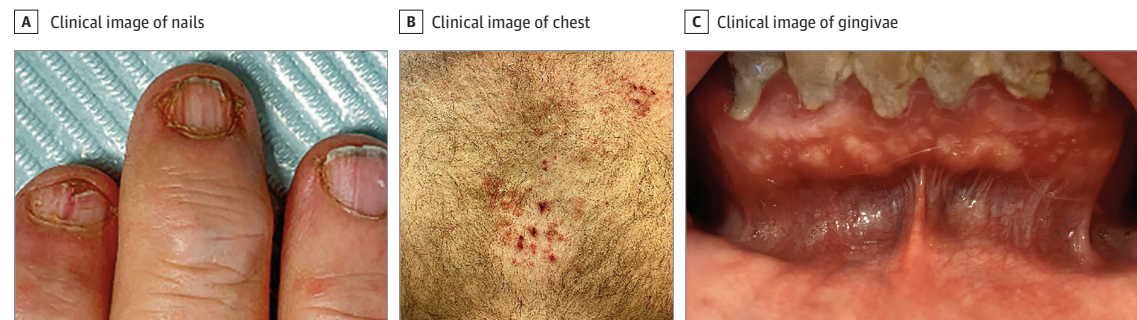 A Clinical image of nails
B Clinical image of chest
C Clinical image of gingivae